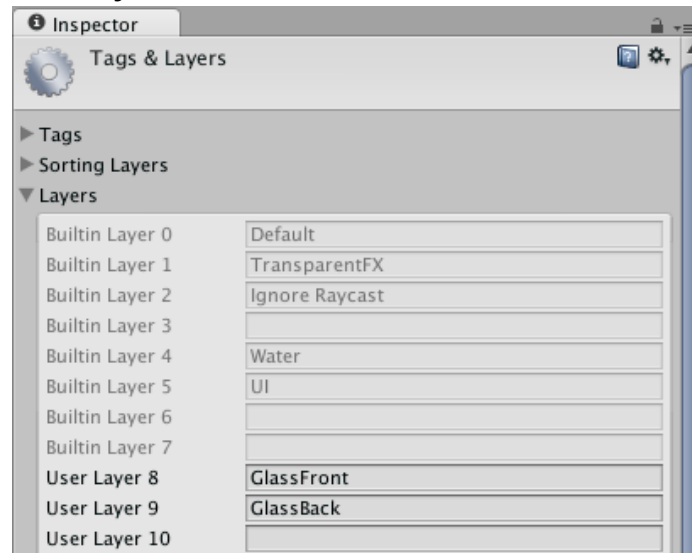 Inspector
Tags & Layers
Tags
Sorting Layers
Layers
Builtin Layer 0 Default
Builtin Layer 1 TransparentFX
Builtin Layer 2 Ignore Raycast
Builtin Layer 3
Builtin Layer 4 Water
Builtin Layer 5 UI
Builtin Layer 6
Builtin Layer 7
User Layer 8 GlassFront
User Layer 9 GlassBack
User Layer 10